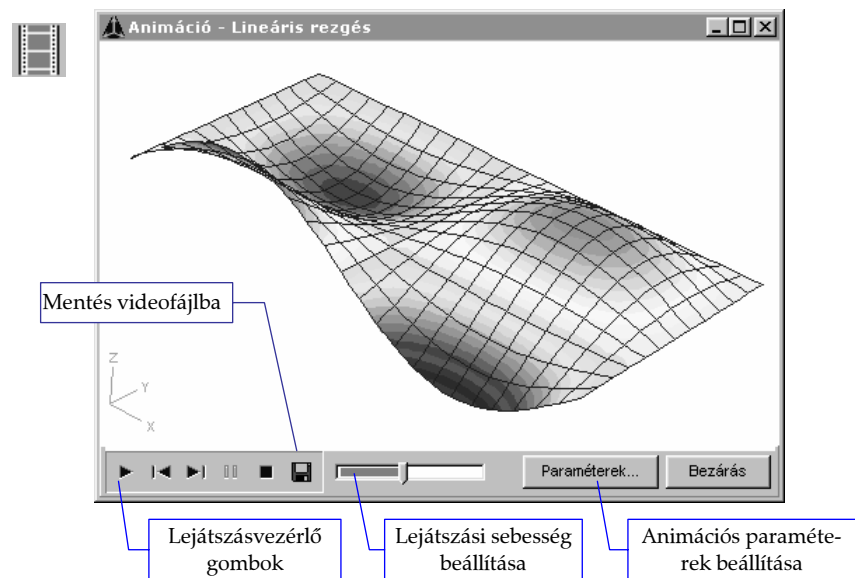 Animáció - Lineáris rezgés
Mentés videofájlba
Z
Y
X
Paraméterek...
Bezárás
Lejátszásvezérlő
gombok
Lejátszási sebesség
beállítása
Animációs paraméte-
rek beállítása